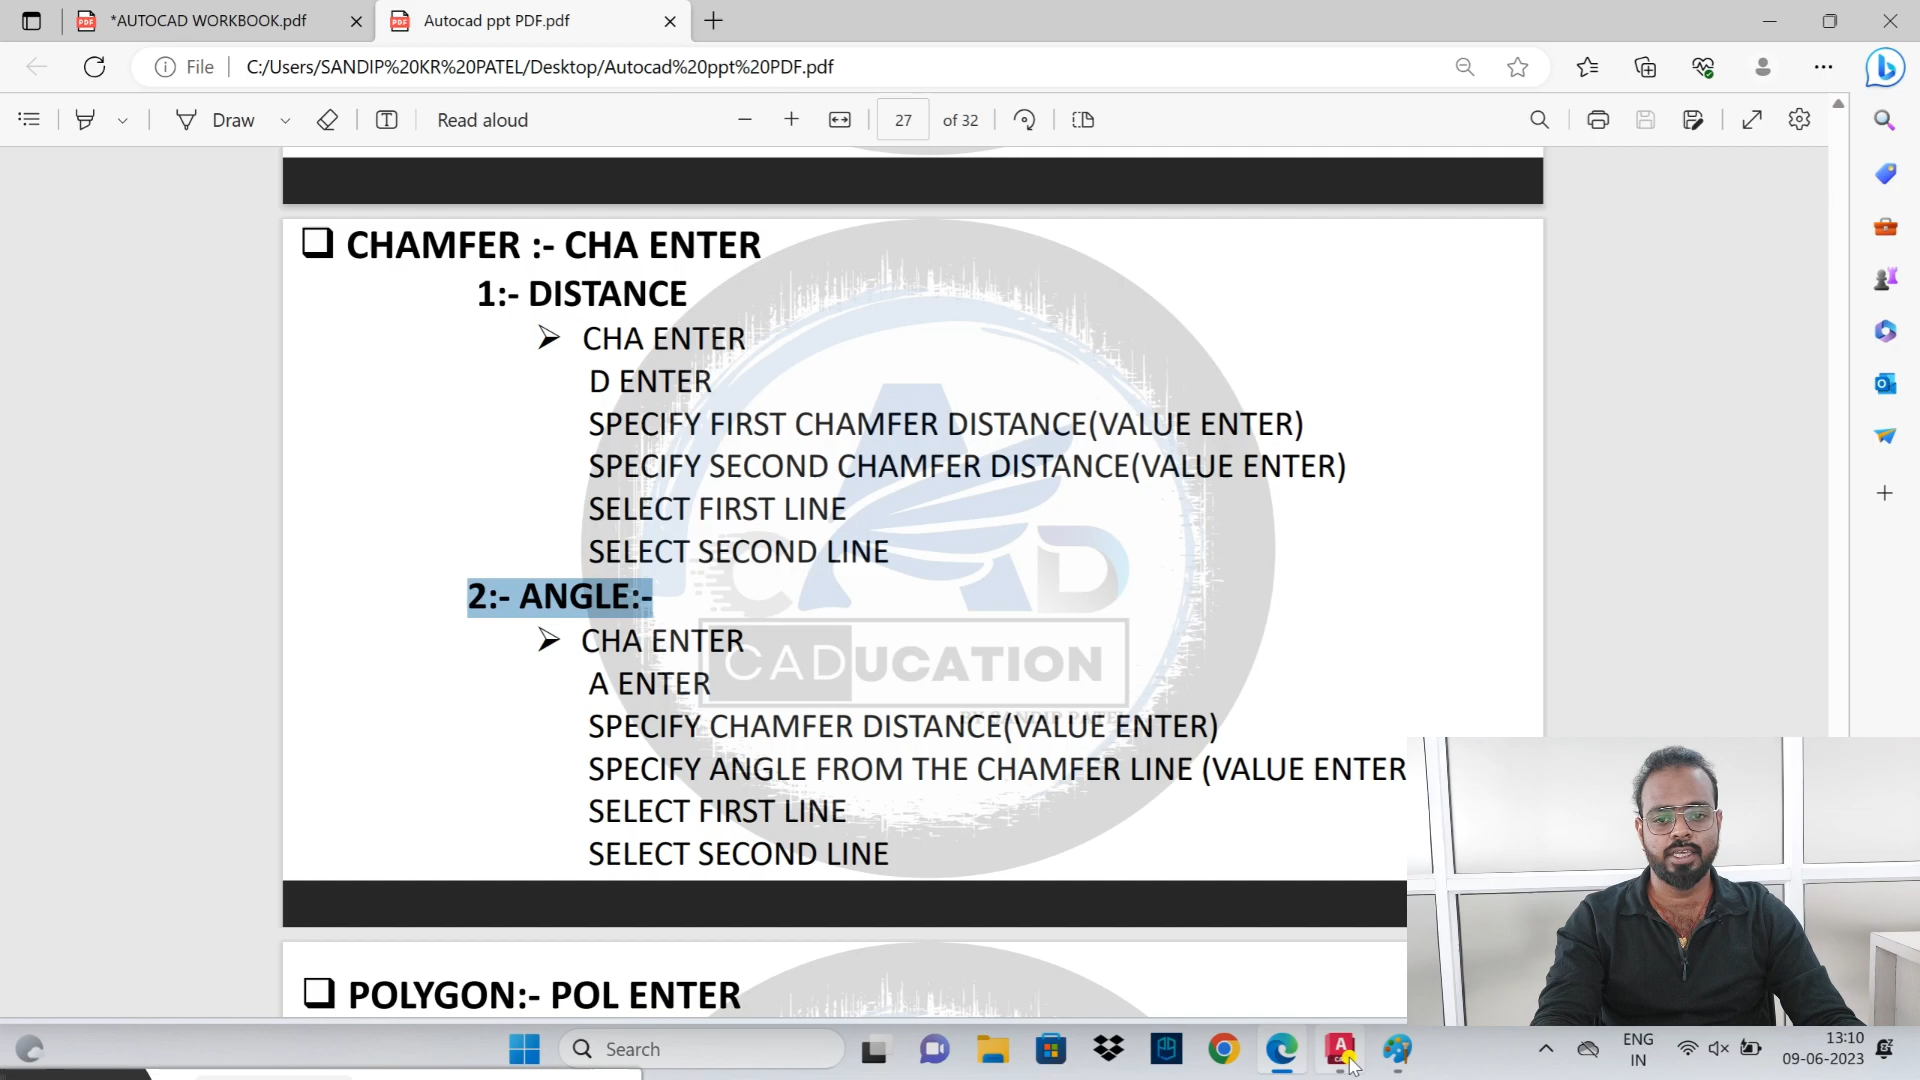 *AUTOCAD WORKBOOK.pdf
Autocad ppt PDF.pdf
File
C:/Users/SANDIP%20KR%20PATEL/Desktop/Autocad%20ppt%20PDF.pdf
Draw
Read aloud
27 of 32
CHAMFER :- CHA ENTER
1:- DISTANCE
CHA ENTER
D ENTER
SPECIFY FIRST CHAMFER DISTANCE(VALUE ENTER)
SPECIFY SECOND CHAMFER DISTANCE(VALUE ENTER)
SELECT FIRST LINE
SELECT SECOND LINE
2:- ANGLE:-
CHA ENTER
A ENTER
SPECIFY CHAMFER DISTANCE(VALUE ENTER)
SPECIFY ANGLE FROM THE CHAMFER LINE (VALUE ENTER
SELECT FIRST LINE
SELECT SECOND LINE
CAD
CADUCATION
BY SANDIP PATEL
POLYGON:- POL ENTER
Search
ENG
IN
13:10
09-06-2023